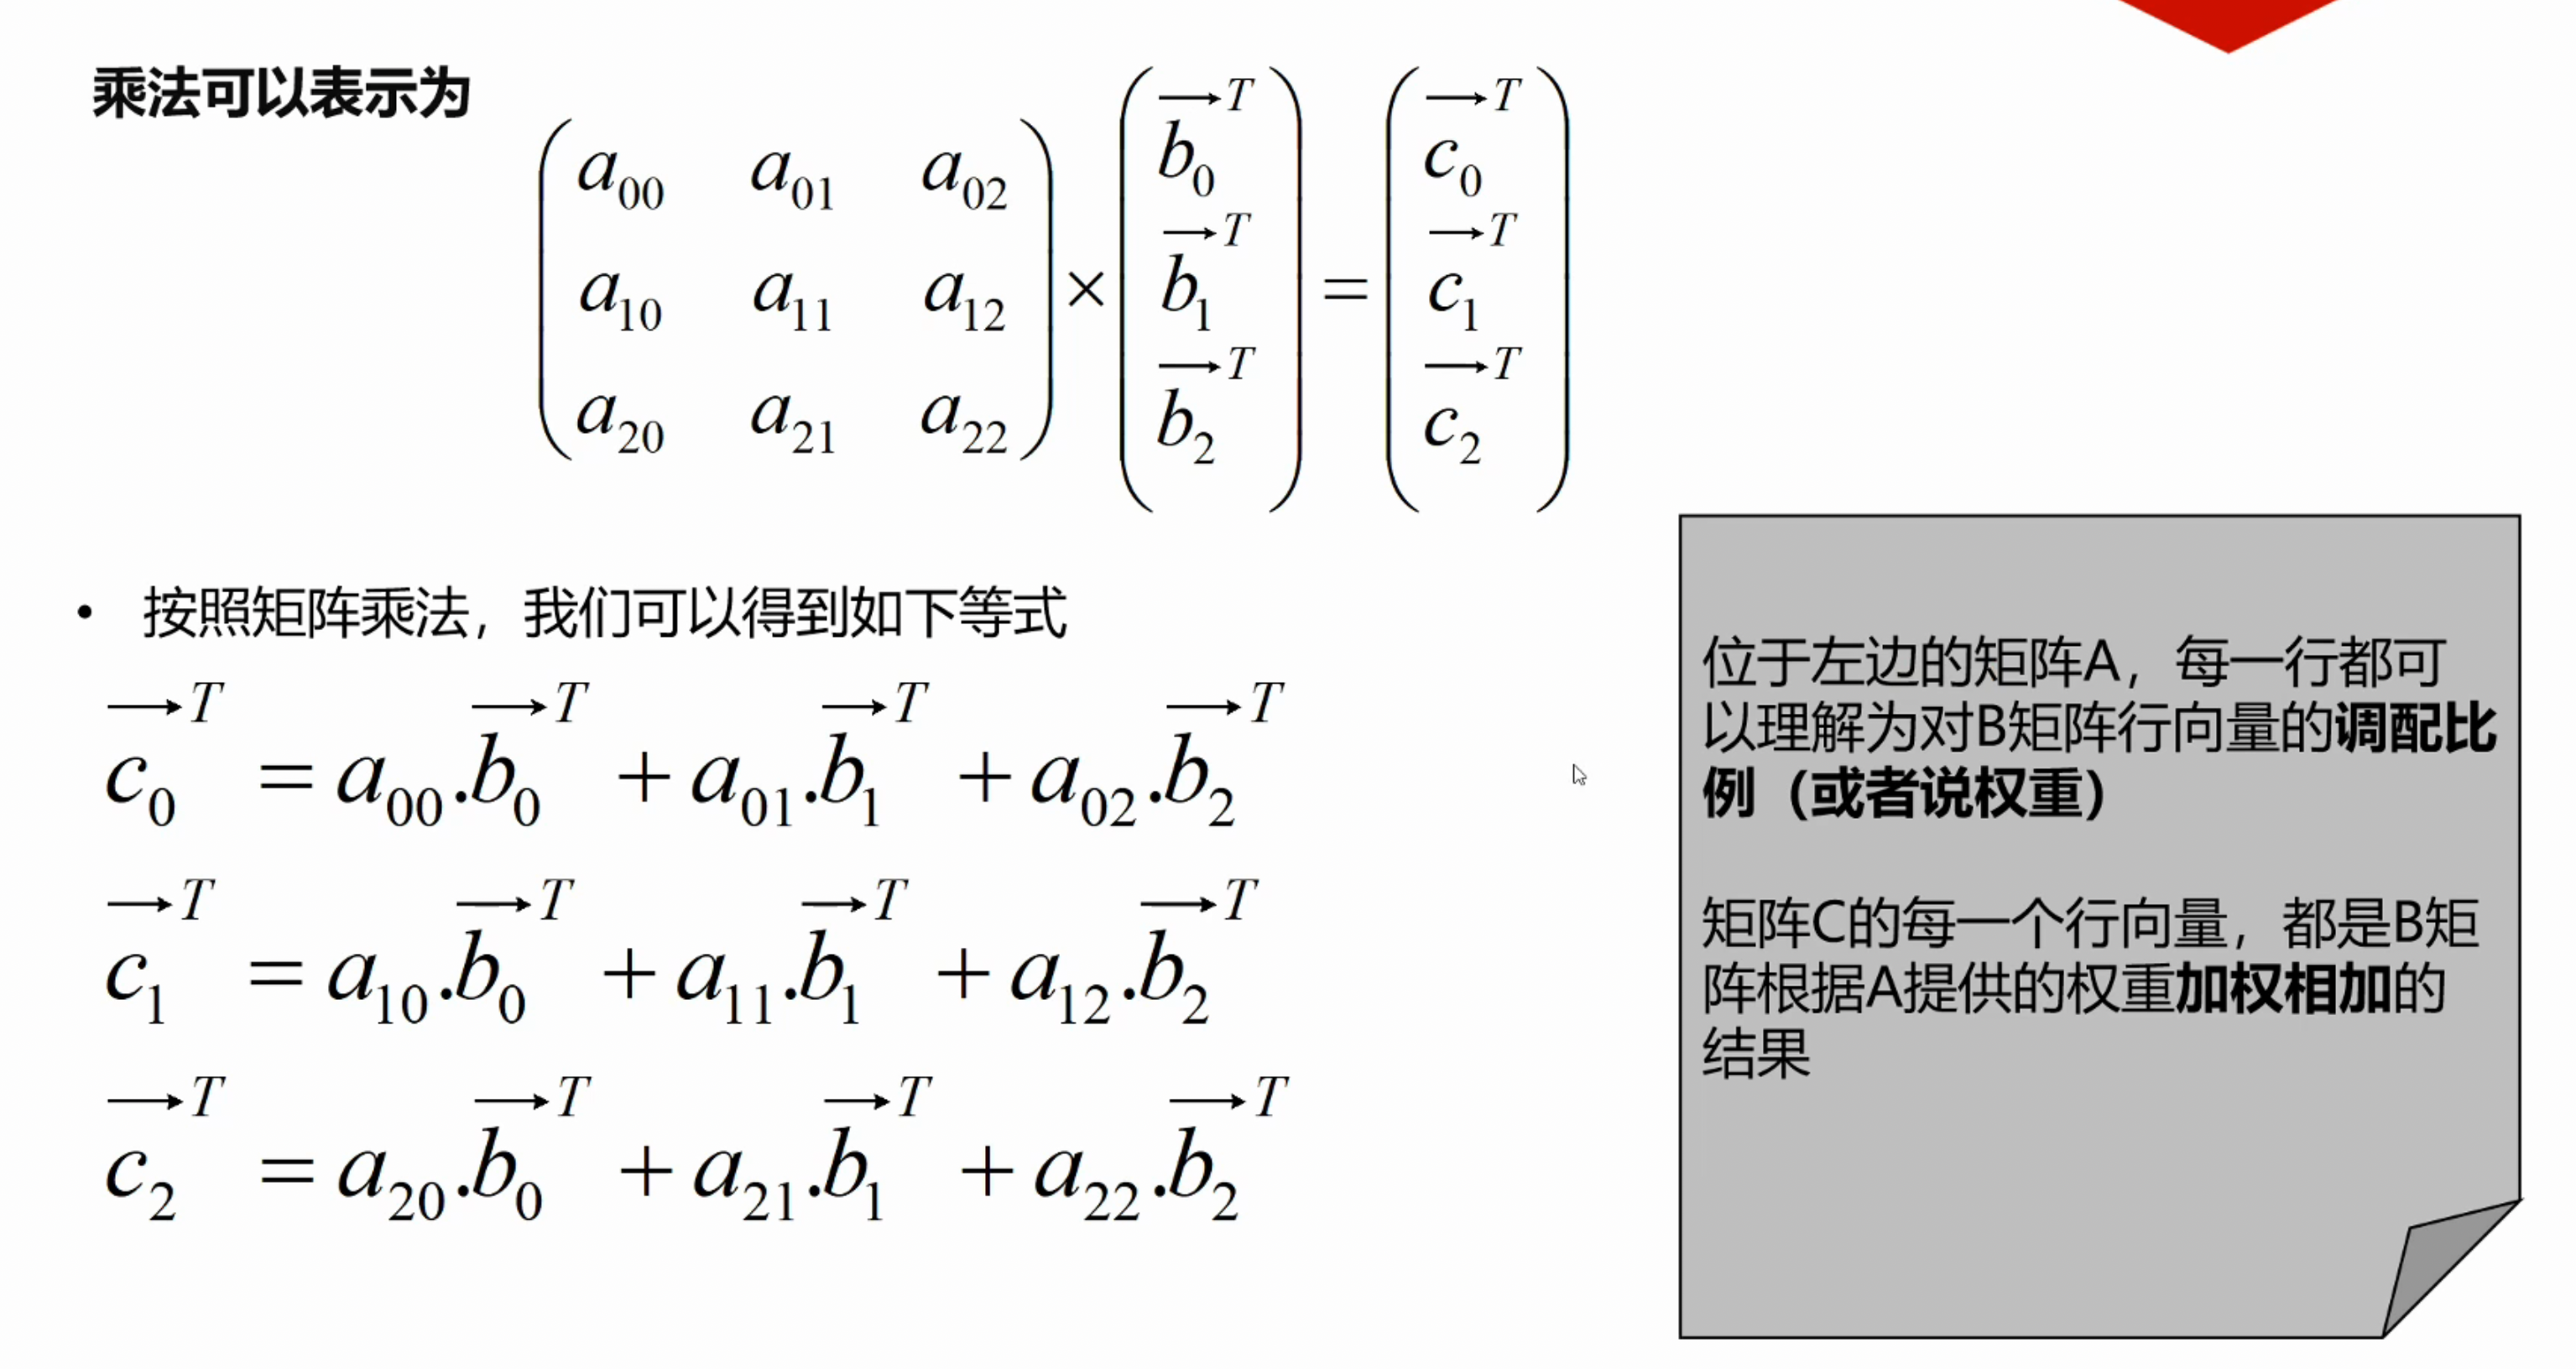 乘法可以表示为
$\begin{pmatrix} a_{00} & a_{01} & a_{02} \\ a_{10} & a_{11} & a_{12} \\ a_{20} & a_{21} & a_{22} \end{pmatrix} \times \begin{pmatrix} \overrightarrow{b_0}^T \\ \overrightarrow{b_1}^T \\ \overrightarrow{b_2}^T \end{pmatrix} = \begin{pmatrix} \overrightarrow{c_0}^T \\ \overrightarrow{c_1}^T \\ \overrightarrow{c_2}^T \end{pmatrix}$
• 按照矩阵乘法，我们可以得到如下等式
$\overrightarrow{c_0}^T = a_{00}.\overrightarrow{b_0}^T + a_{01}.\overrightarrow{b_1}^T + a_{02}.\overrightarrow{b_2}^T$
$\overrightarrow{c_1}^T = a_{10}.\overrightarrow{b_0}^T + a_{11}.\overrightarrow{b_1}^T + a_{12}.\overrightarrow{b_2}^T$
$\overrightarrow{c_2}^T = a_{20}.\overrightarrow{b_0}^T + a_{21}.\overrightarrow{b_1}^T + a_{22}.\overrightarrow{b_2}^T$
位于左边的矩阵A，每一行都可
以理解为对B矩阵行向量的调配比
例（或者说权重）
矩阵C的每一个行向量，都是B矩
阵根据A提供的权重加权相加的
结果